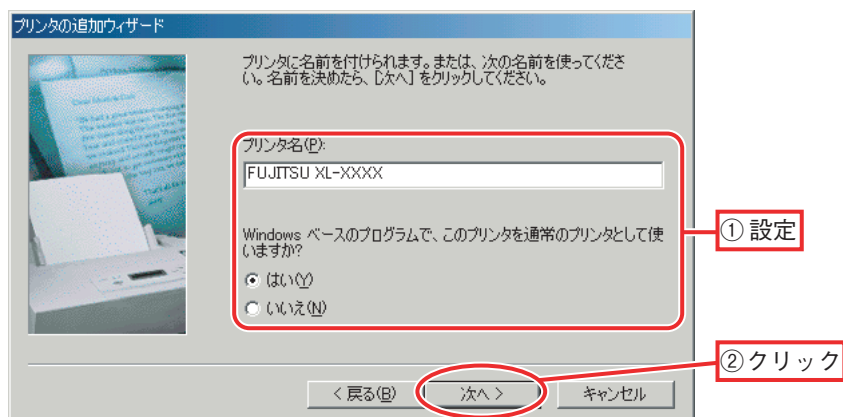 プリンタの追加ウィザード
プリンタに名前を付けられます。または、次の名前を使ってくださ
い。名前を決めたら、[次へ] をクリックしてください。
プリンタ名(P):
FUJITSU XL-XXXX
① 設定
Windows ベースのプログラムで、このプリンタを通常のプリンタとして使
いますか?
はい(Y)
いいえ(N)
②クリック
< 戻る(B)
次へ >
キャンセル